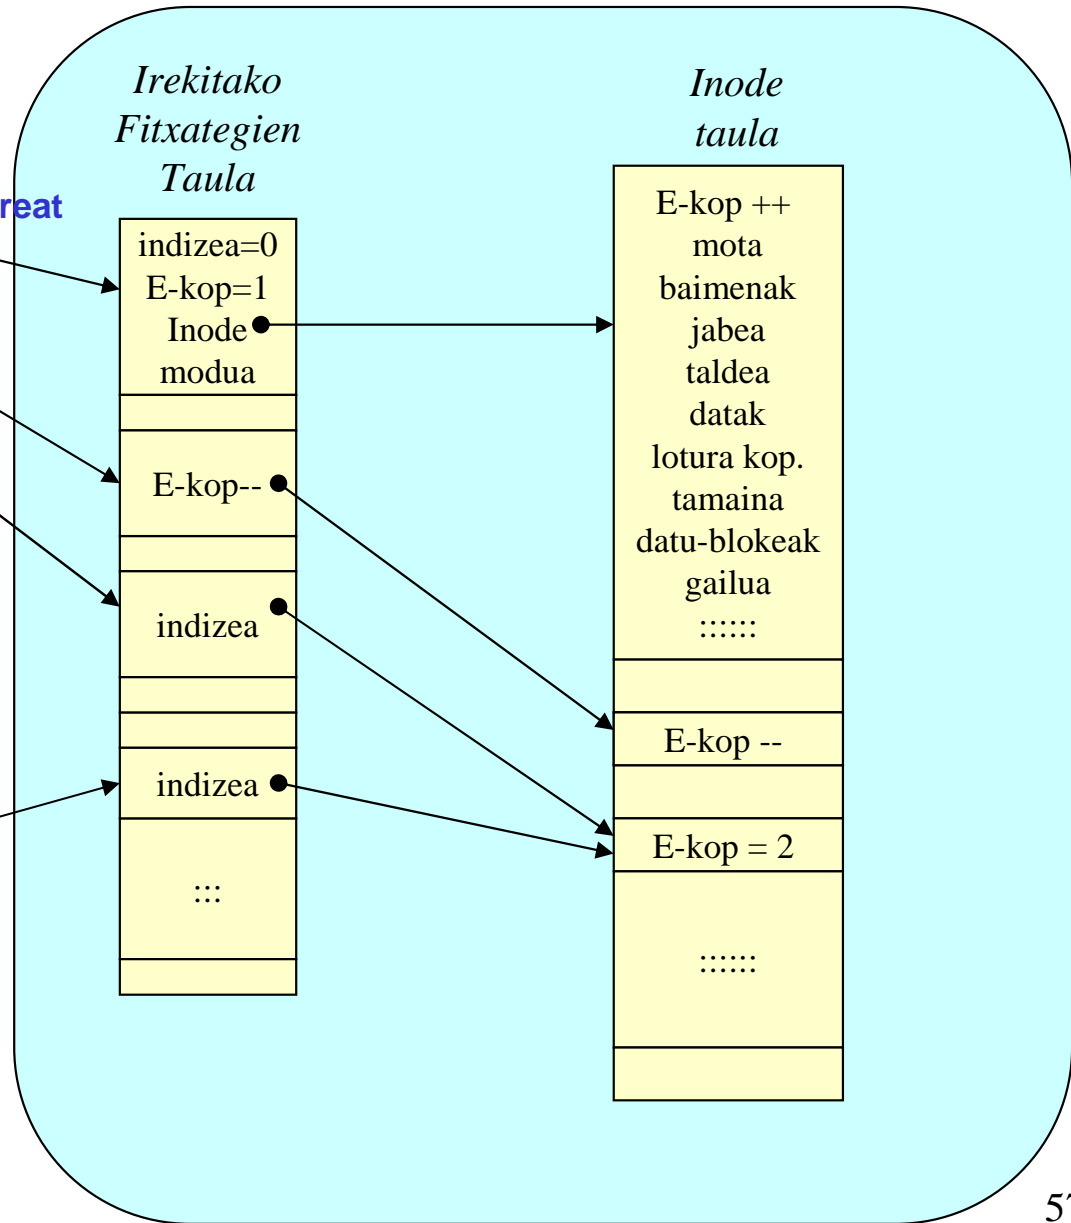 Irekitako
Fitxategien
Taula
reat
indizea=0
E-kop=1
Inode
modua
E-kop--
indizea
indizea
:::
Inode
taula
E-kop ++
mota
baimenak
jabea
taldea
datak
lotura kop.
tamaina
datu-blokeak
gailua
::::::
E-kop --
E-kop = 2
::::::